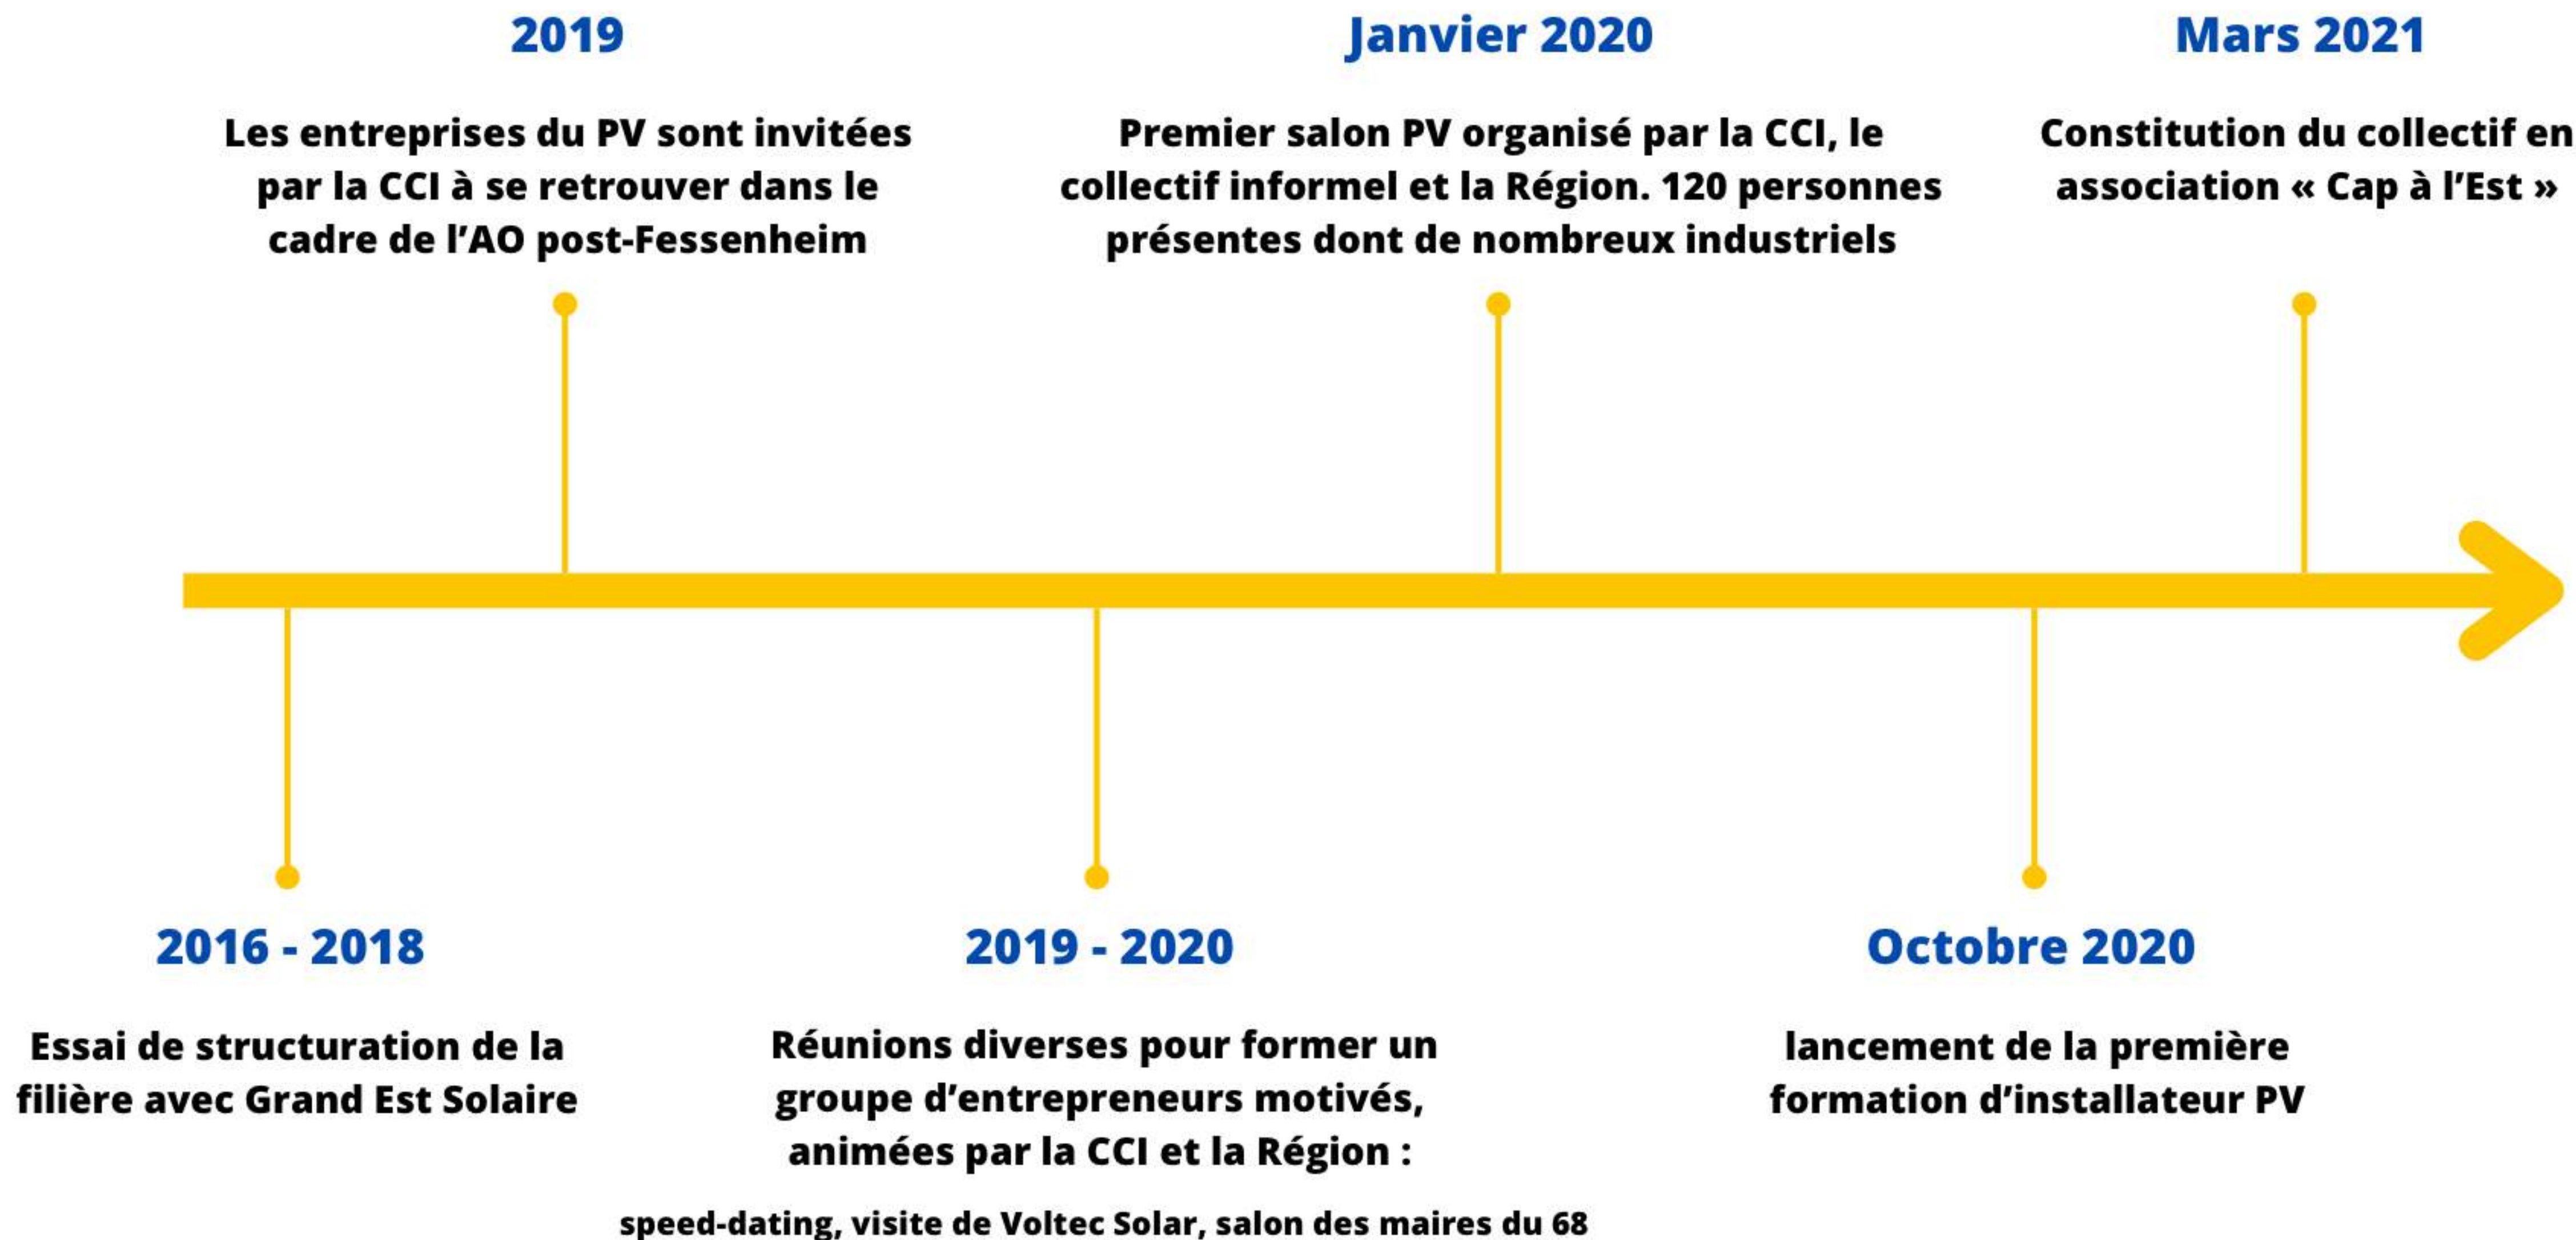 2019
Les entreprises du PV sont invitées
par la CCI à se retrouver dans le
cadre de l’AO post-Fessenheim
Janvier 2020
Premier salon PV organisé par la CCI, le
collectif informel et la Région. 120 personnes
présentes dont de nombreux industriels
Mars 2021
Constitution du collectif en
association « Cap à l’Est »
2016 - 2018
Essai de structuration de la
filière avec Grand Est Solaire
2019 - 2020
Réunions diverses pour former un
groupe d’entrepreneurs motivés,
animées par la CCI et la Région :
speed-dating, visite de Voltec Solar, salon des maires du 68
Octobre 2020
lancement de la première
formation d’installateur PV